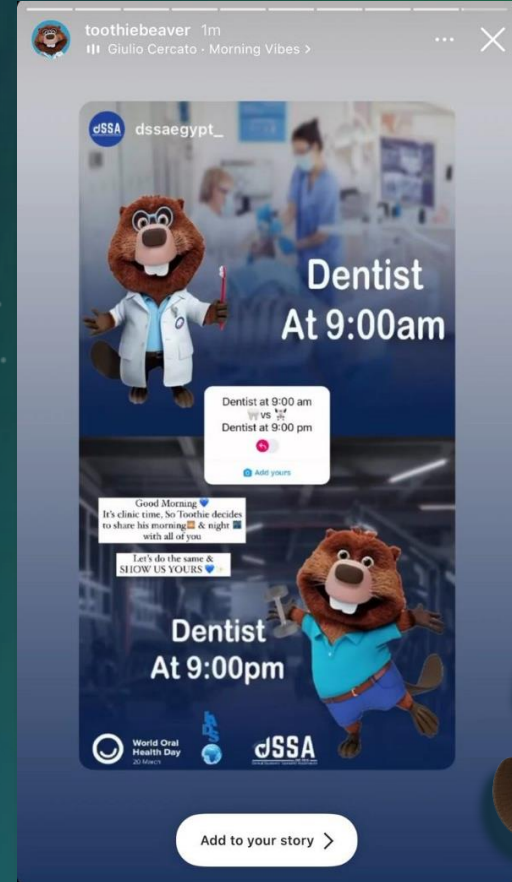 toothiebeaver 1m
Giulio Cercato · Morning Vibes >
dSSA dssaegypt_
Dentist
At 9:00am
Dentist at 9:00 am
VS
Dentist at 9:00 pm
Add yours
Good Morning 💙
It's clinic time, So Toothie decides
to share his morning🌇 & night 🌃
with all of you
Let's do the same &
SHOW US YOURS 💙✨
Dentist
At 9:00pm
World Oral
Health Day
20 March
dSSA
Add to your story >